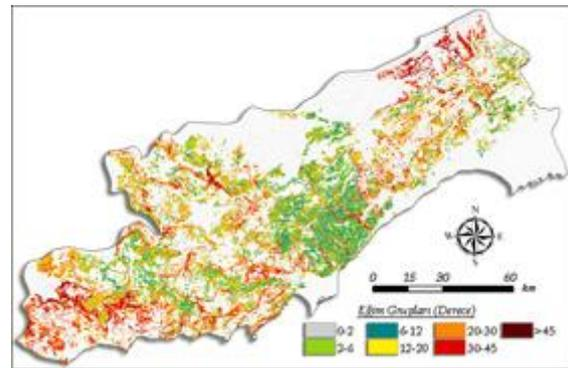 N
W E
S
0 15 30 60
km
Eğim Grupları (Derece)
0-2 6-12 20-30 >45
2-6 12-20 30-45